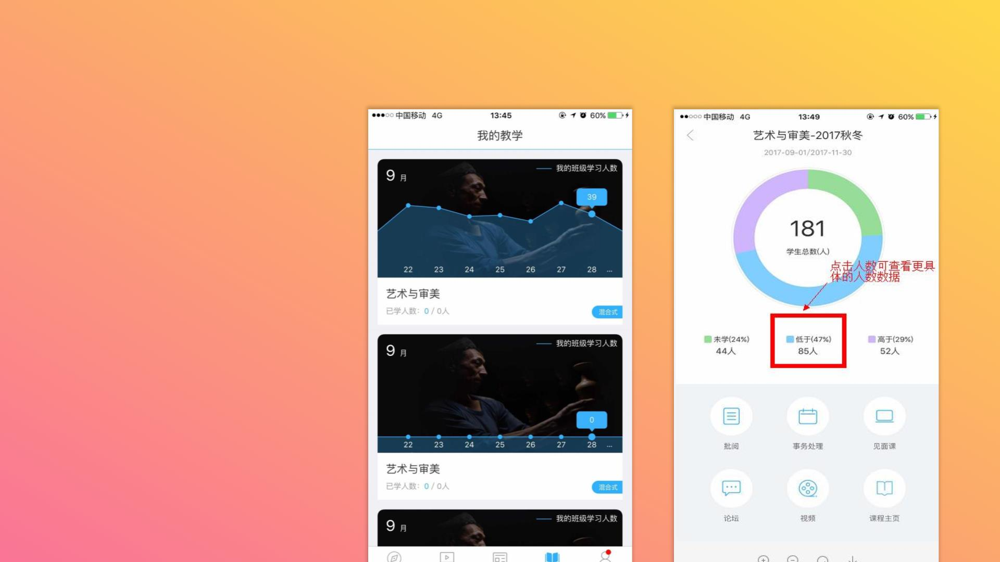 中国移动 4G 13:45 60%
我的教学
9 月
我的班级学习人数
39
22 23 24 25 26 27 28 ...
艺术与审美
已学人数: 0 / 0人
混合式
9 月
我的班级学习人数
0
22 23 24 25 26 27 28 ...
艺术与审美
已学人数: 0 / 0人
混合式
9 月
我的班级学习人数
中国移动 4G 13:49 60%
艺术与审美-2017秋冬
2017-09-01/2017-11-30
181
学生总数(人)
点击人数可查看更具
体的人数数据
未学(24%) 低于(47%) 高于(29%)
44人 85人 52人
批阅 事务处理 见面课
论坛 视频 课程主页